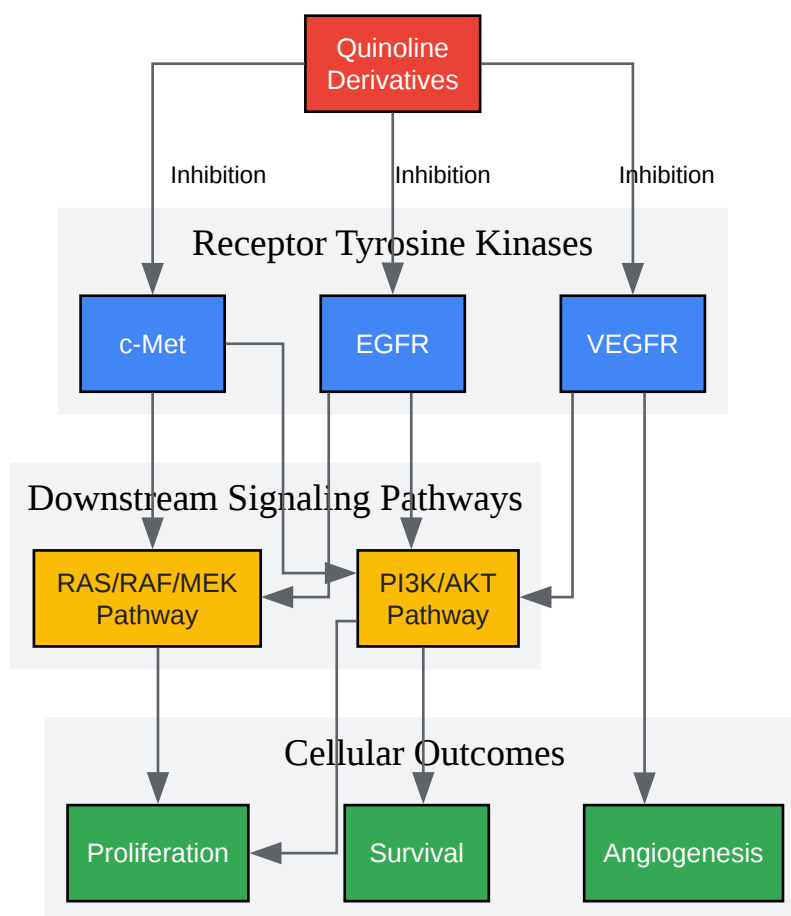 Quinoline
Derivatives
Inhibition
Inhibition
Inhibition
Receptor Tyrosine Kinases
c-Met
EGFR
VEGFR
Downstream Signaling Pathways
RAS/RAF/MEK
Pathway
PI3K/AKT
Pathway
Cellular Outcomes
Proliferation
Survival
Angiogenesis